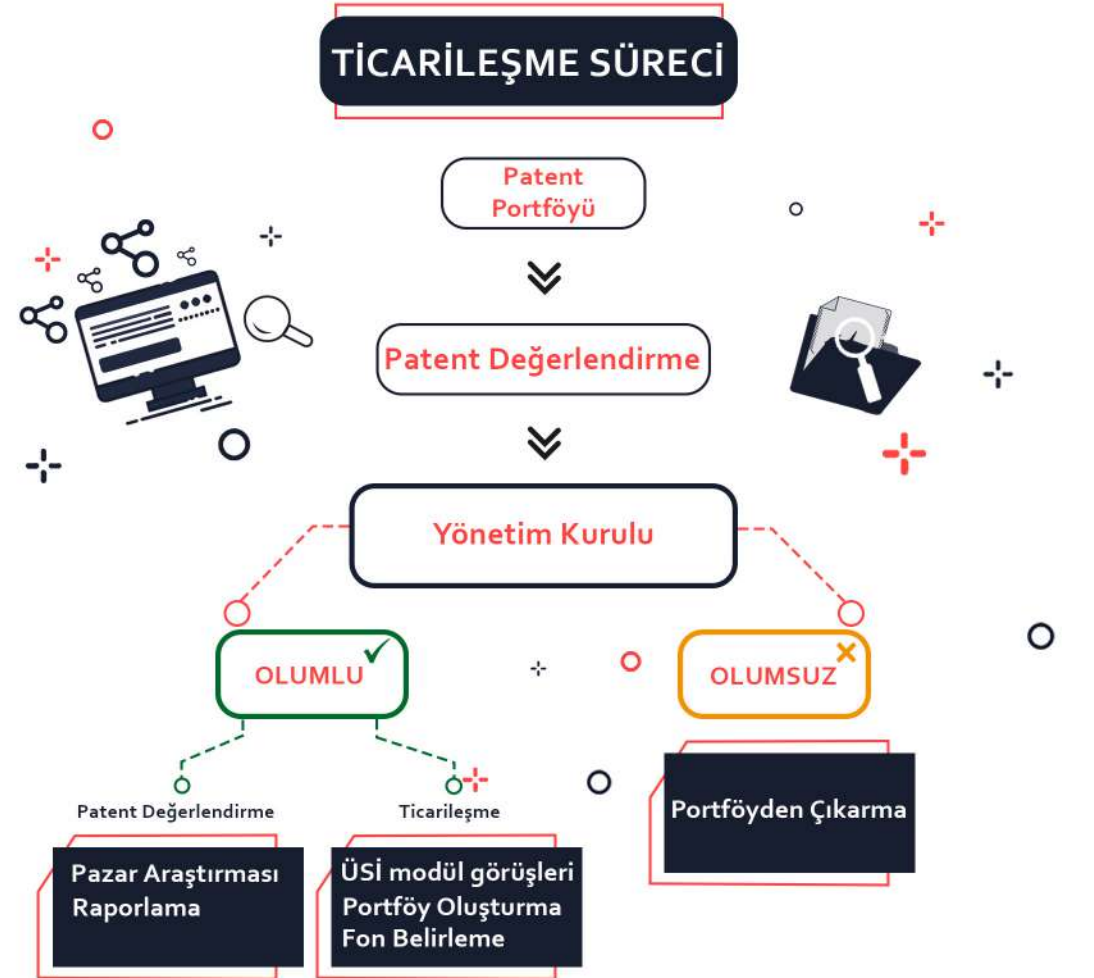 TİCARİLEŞME SÜRECİ
Patent
Portföyü
Patent Değerlendirme
Yönetim Kurulu
OLUMLU
OLUMSUZ
Patent Değerlendirme
Pazar Araştırması
Raporlama
Ticarileşme
ÜSİ modül görüşleri
Portföy Oluşturma
Fon Belirleme
Portföyden Çıkarma